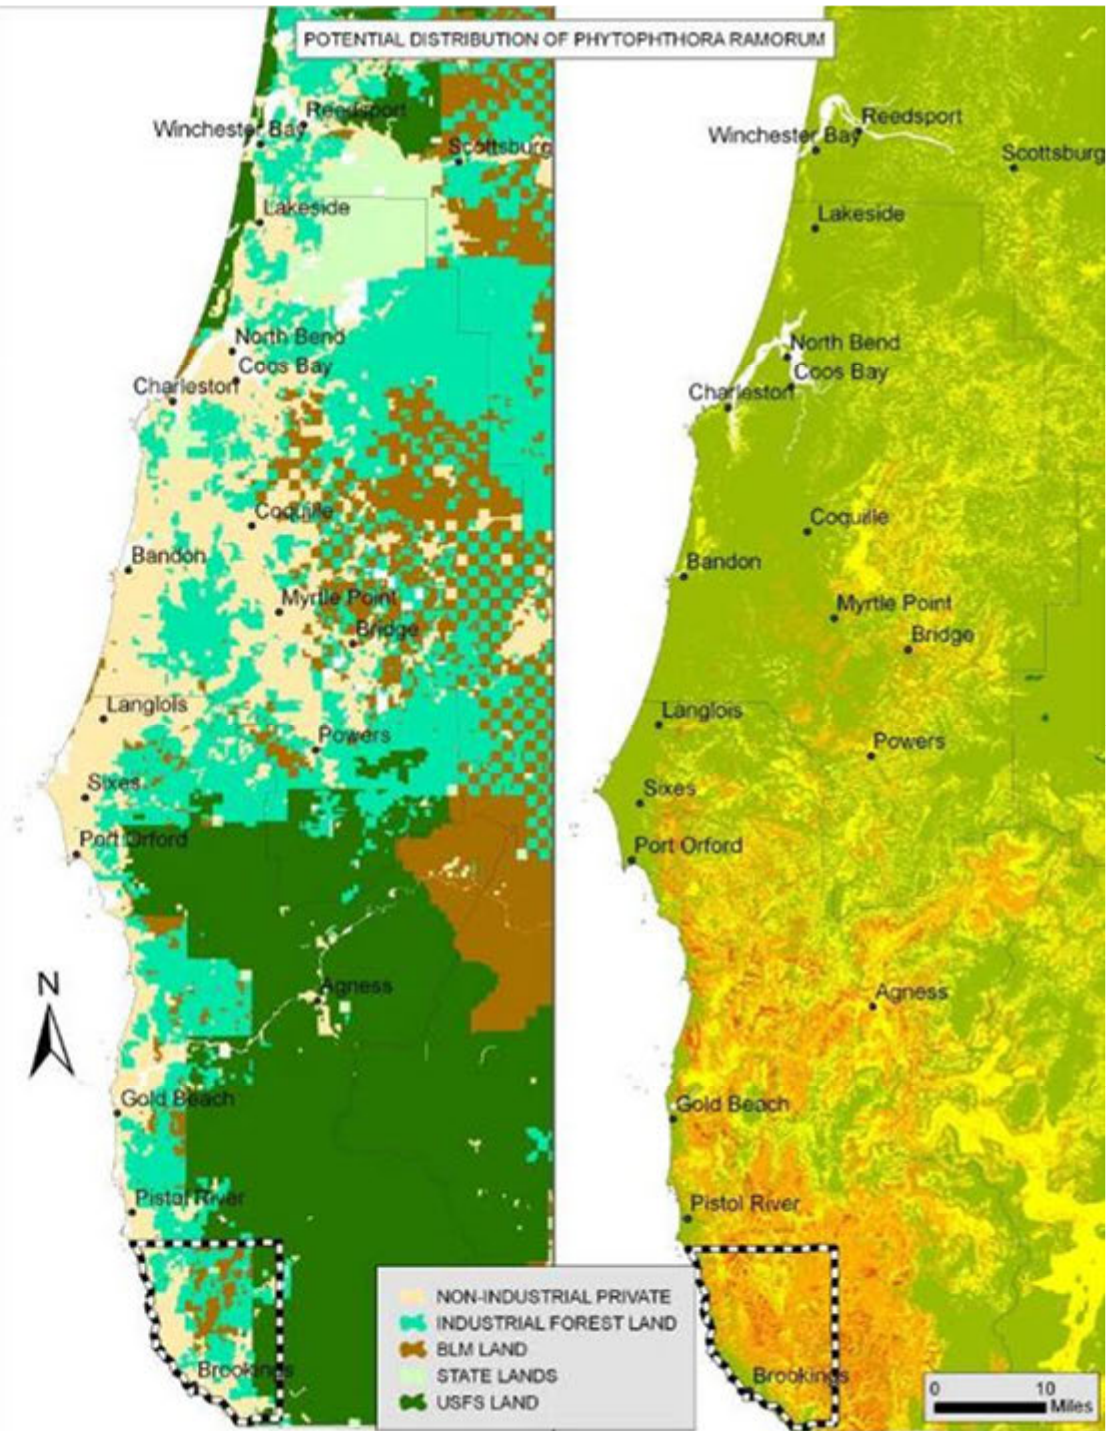 POTENTIAL DISTRIBUTION OF PHYTOPHTHORA RAMORUM
Reedsport
Winchester Bay
Scottsburg
Lakeside
North Bend
Coos Bay
Charleston
Coquille
Bandon
Myrtle Point
Bridge
Langlois
Powers
Sixes
Port Orford
N
Agness
Gold Beach
Pistol River
Brookings
NON-INDUSTRIAL PRIVATE
INDUSTRIAL FOREST LAND
BLM LAND
STATE LANDS
USFS LAND
Reedsport
Winchester Bay
Scottsburg
Lakeside
North Bend
Coos Bay
Charleston
Coquille
Bandon
Myrtle Point
Bridge
Langlois
Powers
Sixes
Port Orford
Agness
Gold Beach
Pistol River
Brookings
0 10
Miles